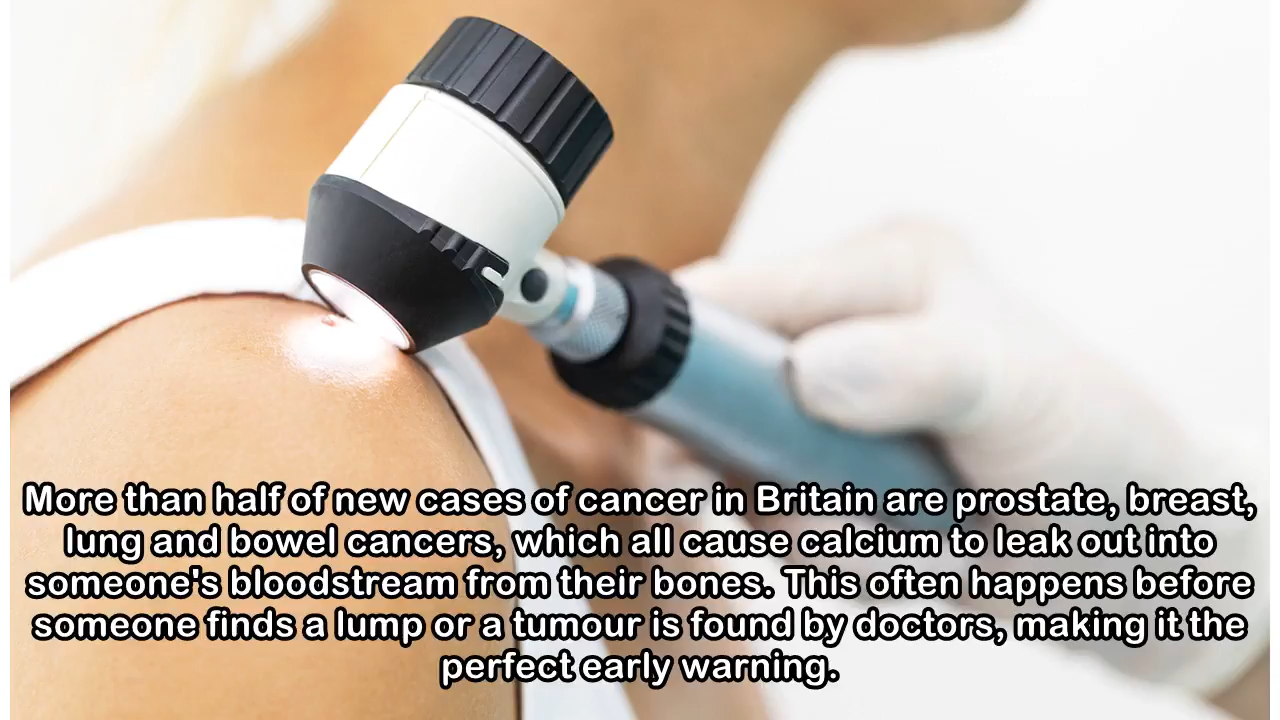 More than half of new cases of cancer in Britain are prostate, breast,
lung and bowel cancers, which all cause calcium to leak out into
someone's bloodstream from their bones. This often happens before
someone finds a lump or a tumour is found by doctors, making it the
perfect early warning.